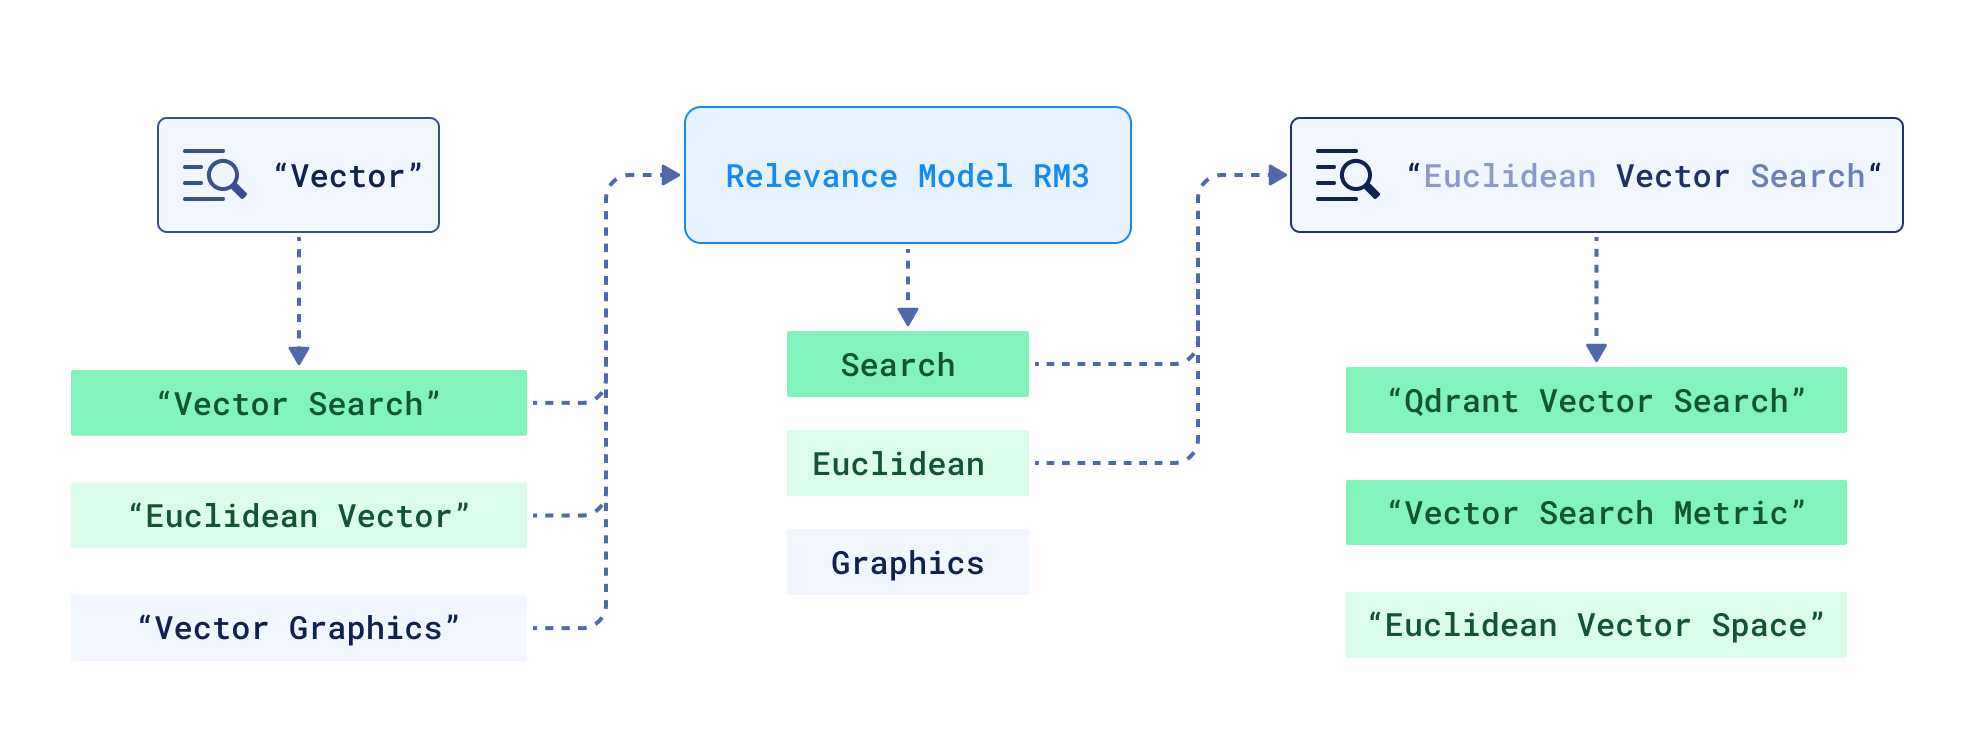 “Vector”
“Vector Search”
“Euclidean Vector”
“Vector Graphics”
Relevance Model RM3
Search
Euclidean
Graphics
“Euclidean Vector Search“
“Qdrant Vector Search”
“Vector Search Metric”
“Euclidean Vector Space”